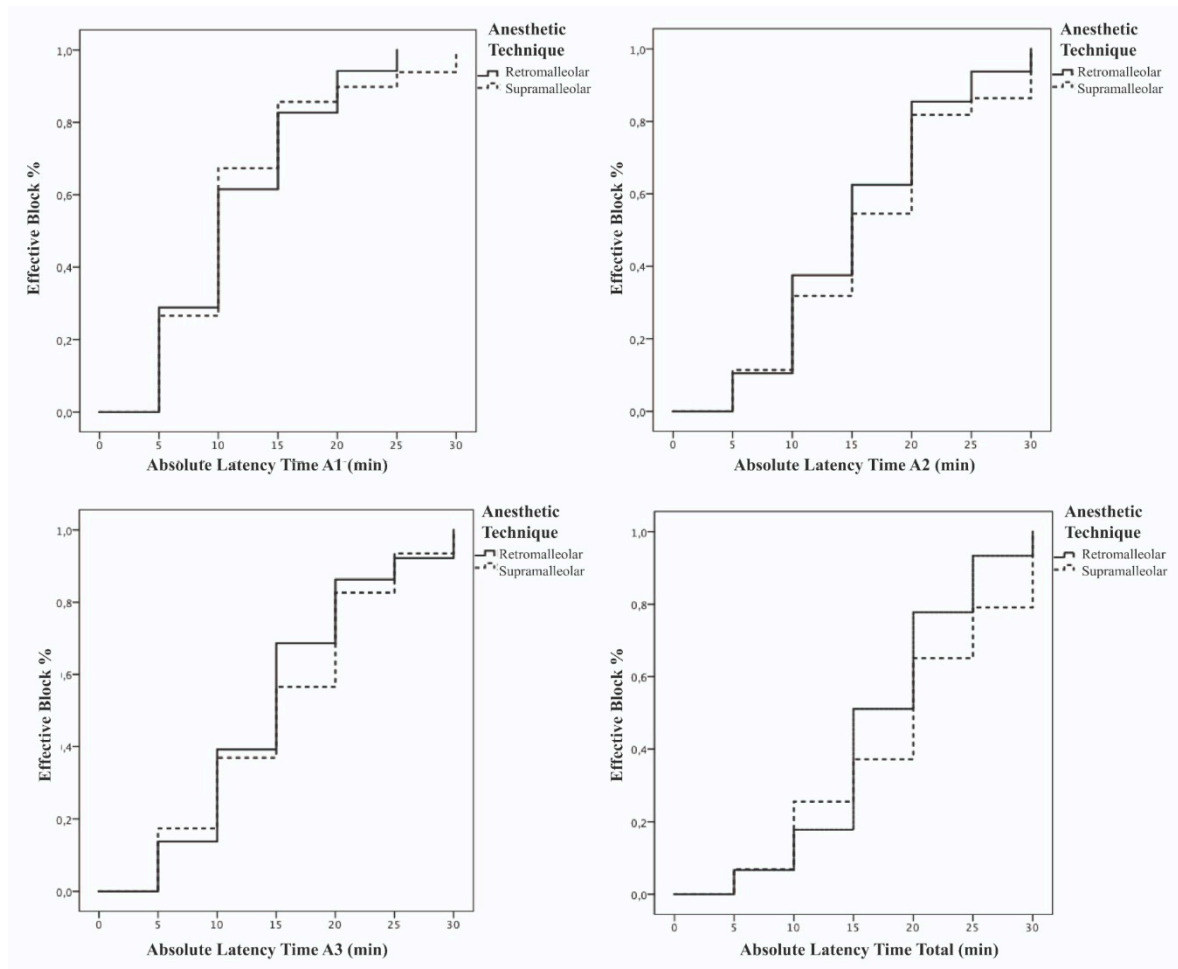 Anesthetic
Technique
Retromalleolar
Supramalleolar
Effective Block %
1,0
0,8
0,6
0,4
0,2
0,0
0 5 10 15 20 25 30
Absolute Latency Time A1 (min)
Anesthetic
Technique
Retromalleolar
Supramalleolar
Effective Block %
1,0
0,8
0,6
0,4
0,2
0,0
0 5 10 15 20 25 30
Absolute Latency Time A2 (min)
Anesthetic
Technique
Retromalleolar
Supramalleolar
Effective Block %
1,0
0,8
,6
,4
0,2
0,0
0 5 10 15 20 25 30
Absolute Latency Time A3 (min)
Anesthetic
Technique
Retromalleolar
Supramalleolar
Effective Block %
1,0
0,8
0,6
0,4
0,2
0,0
0 5 10 15 20 25 30
Absolute Latency Time Total (min)